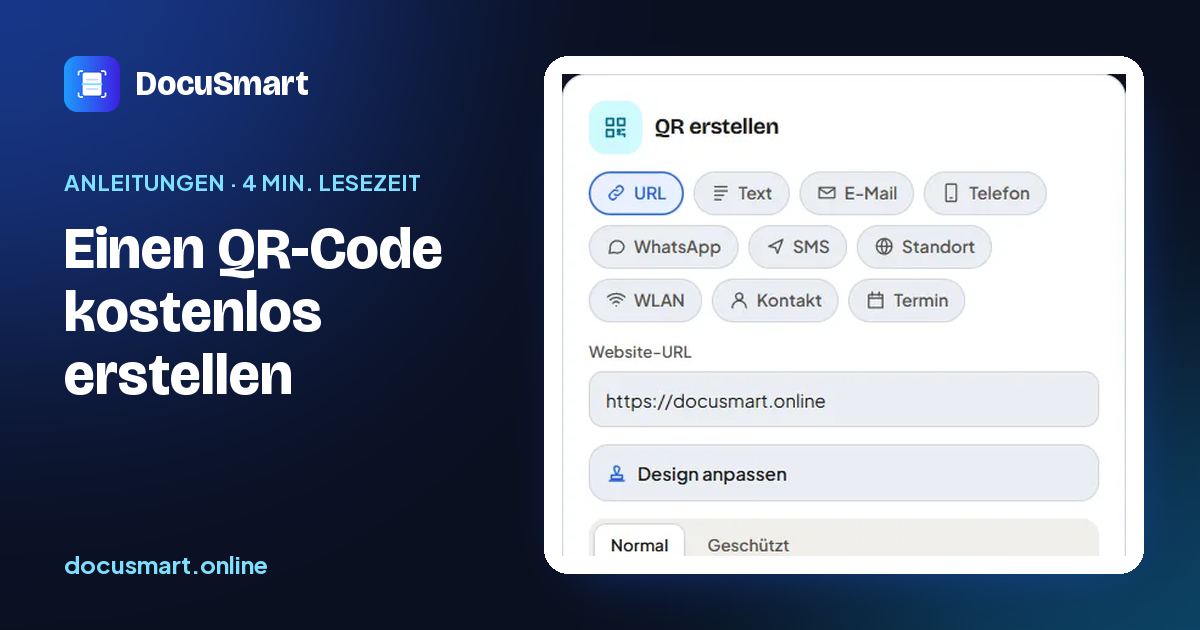 DocuSmart
ANLEITUNGEN · 4 MIN. LESEZEIT
Einen QR-Code
kostenlos
erstellen
docusmart.online
QR erstellen
URL Text E-Mail Telefon
WhatsApp SMS Standort
WLAN Kontakt Termin
Website-URL
https://docusmart.online
Design anpassen
Normal Geschützt